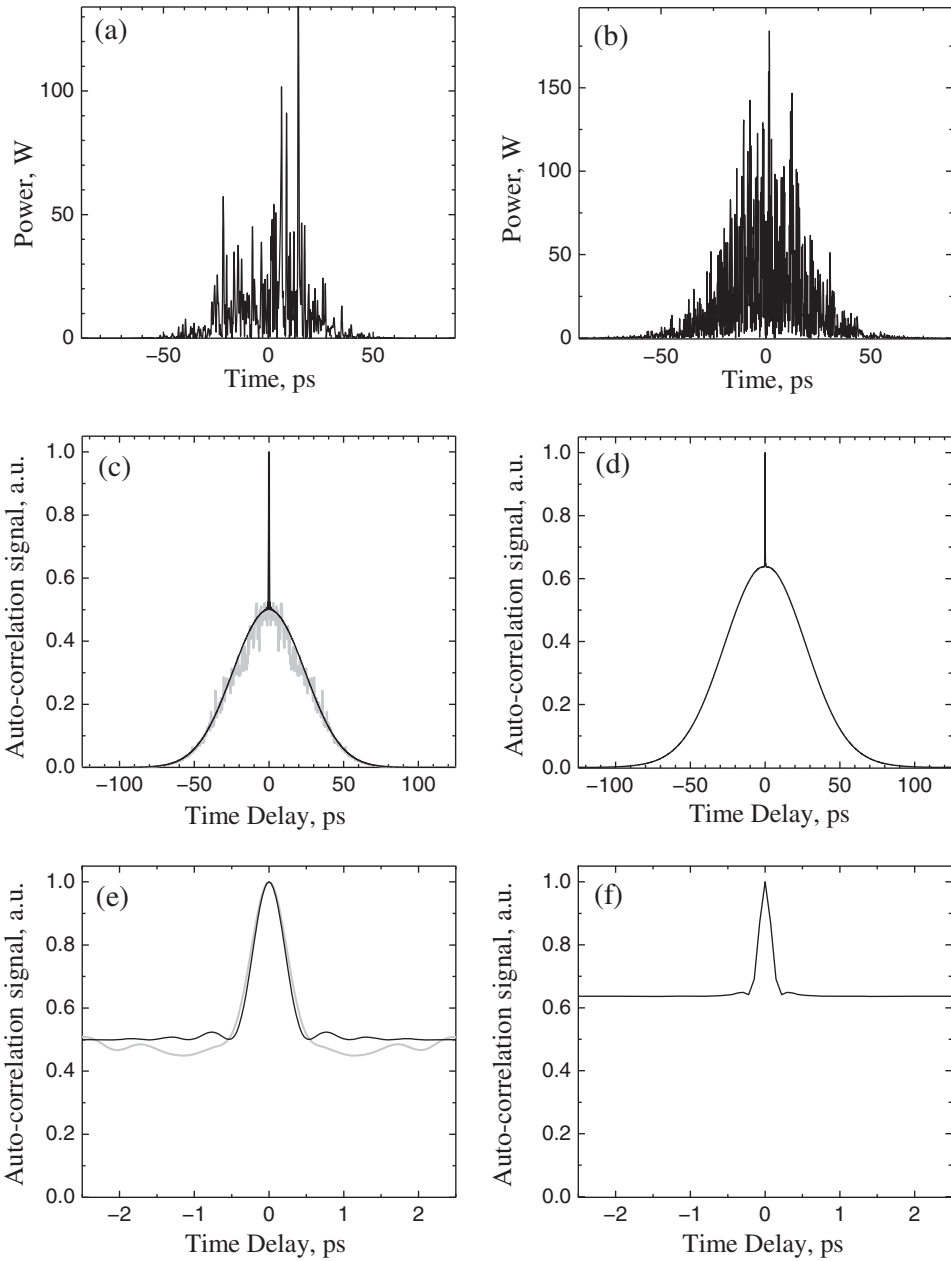 (a)
Power, W
100
50
0
−50 0 50
Time, ps
(b)
Power, W
150
100
50
0
−50 0 50
Time, ps
(c)
Auto-correlation signal, a.u.
1.0
0.8
0.6
0.4
0.2
0.0
−100 −50 0 50 100
Time Delay, ps
(d)
Auto-correlation signal, a.u.
1.0
0.8
0.6
0.4
0.2
0.0
−100 −50 0 50 100
Time Delay, ps
(e)
Auto-correlation signal, a.u.
1.0
0.8
0.6
0.4
0.2
0.0
−2 −1 0 1 2
Time Delay, ps
(f)
Auto-correlation signal, a.u.
1.0
0.8
0.6
0.4
0.2
0.0
−2 −1 0 1 2
Time Delay, ps